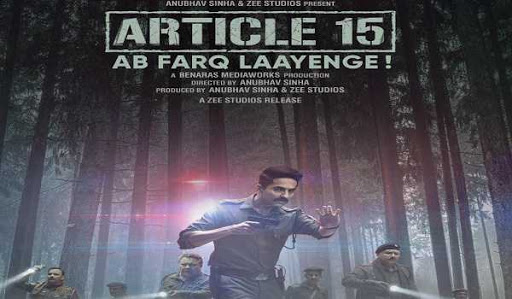 ANUBHAV SINHA & ZEE STUDIOS PRESENT
ARTICLE 15
AB FARQ LAAYENGE!
A BENARAS MEDIAWORKS PRODUCTION
DIRECTED BY ANUBHAV SINHA
PRODUCED BY ANUBHAV SINHA & ZEE STUDIOS
A ZEE STUDIOS RELEASE